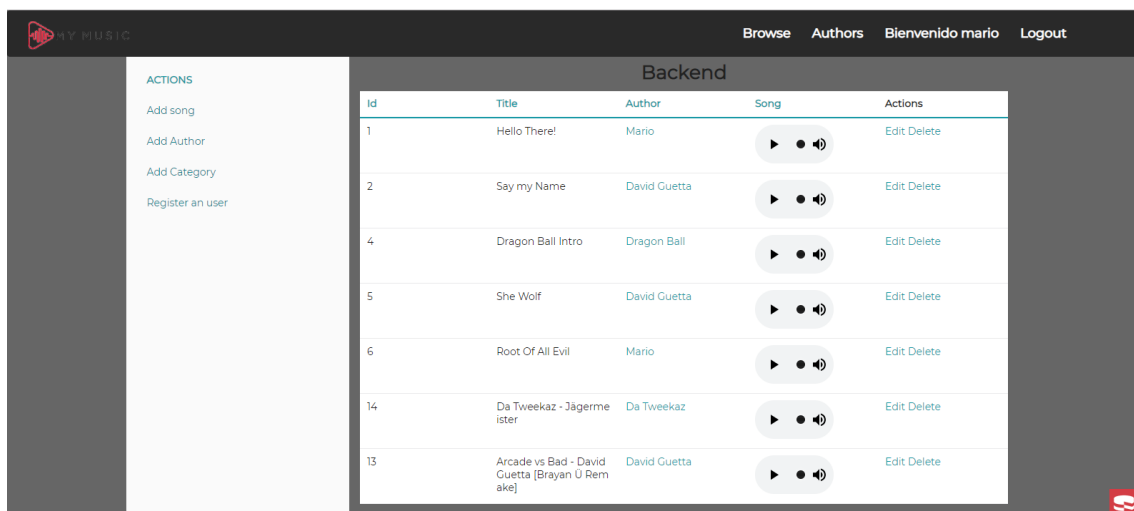 MY MUSIC
Browse Authors Bienvenido mario Logout
ACTIONS
Add song
Add Author
Add Category
Register an user
Backend
Id Title Author Song Actions
1 Hello There! Mario Edit Delete
2 Say my Name David Guetta Edit Delete
4 Dragon Ball Intro Dragon Ball Edit Delete
5 She Wolf David Guetta Edit Delete
6 Root Of All Evil Mario Edit Delete
14 Da Tweekaz - Jägerme Da Tweekaz Edit Delete
ister
13 Arcade vs Bad - David David Guetta Edit Delete
Guetta [Brayan Ü Rem
ake]